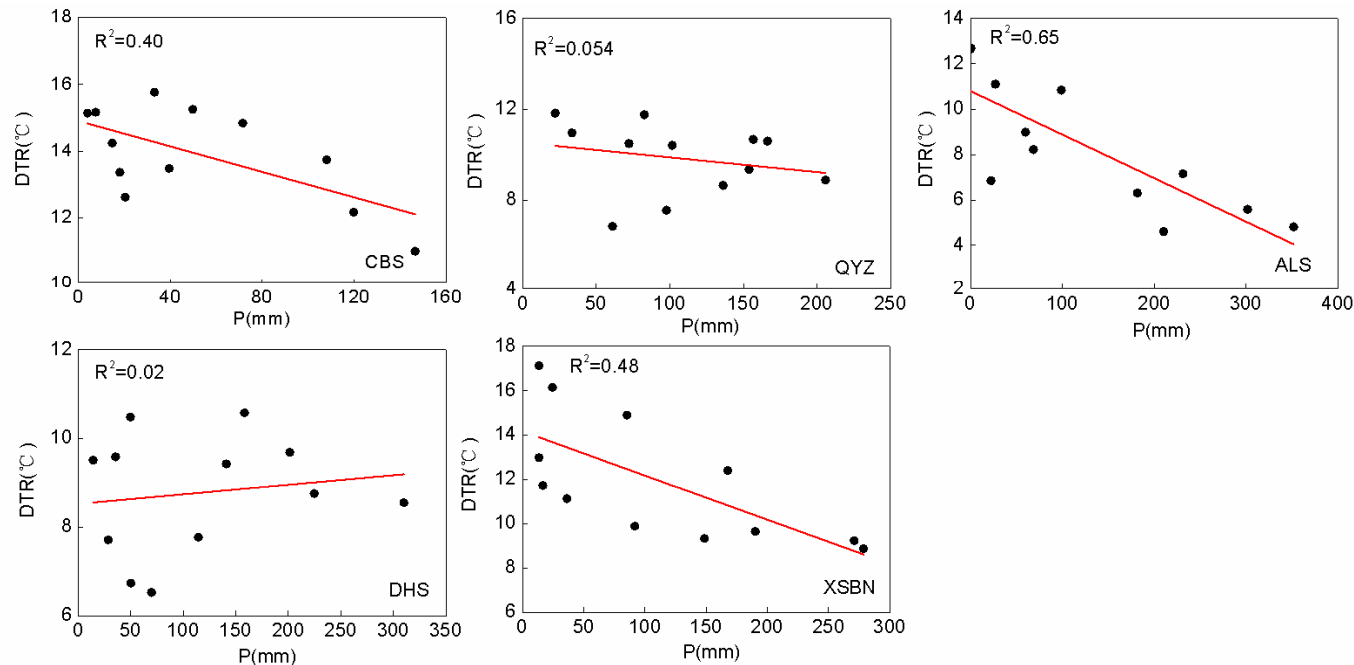 18
16
14
12
10
DTR(℃)
R²=0.40
CBS
0 40 80 120 160
P(mm)
16
12
8
4
DTR(℃)
R²=0.054
QYZ
0 50 100 150 200 250
P(mm)
14
12
10
8
6
4
2
DTR(℃)
R²=0.65
ALS
0 100 200 300 400
P(mm)
12
10
8
6
DTR(℃)
R²=0.02
DHS
0 50 100 150 200 250 300 350
P(mm)
18
16
14
12
10
8
6
DTR(℃)
R²=0.48
XSBN
0 50 100 150 200 250 300
P(mm)